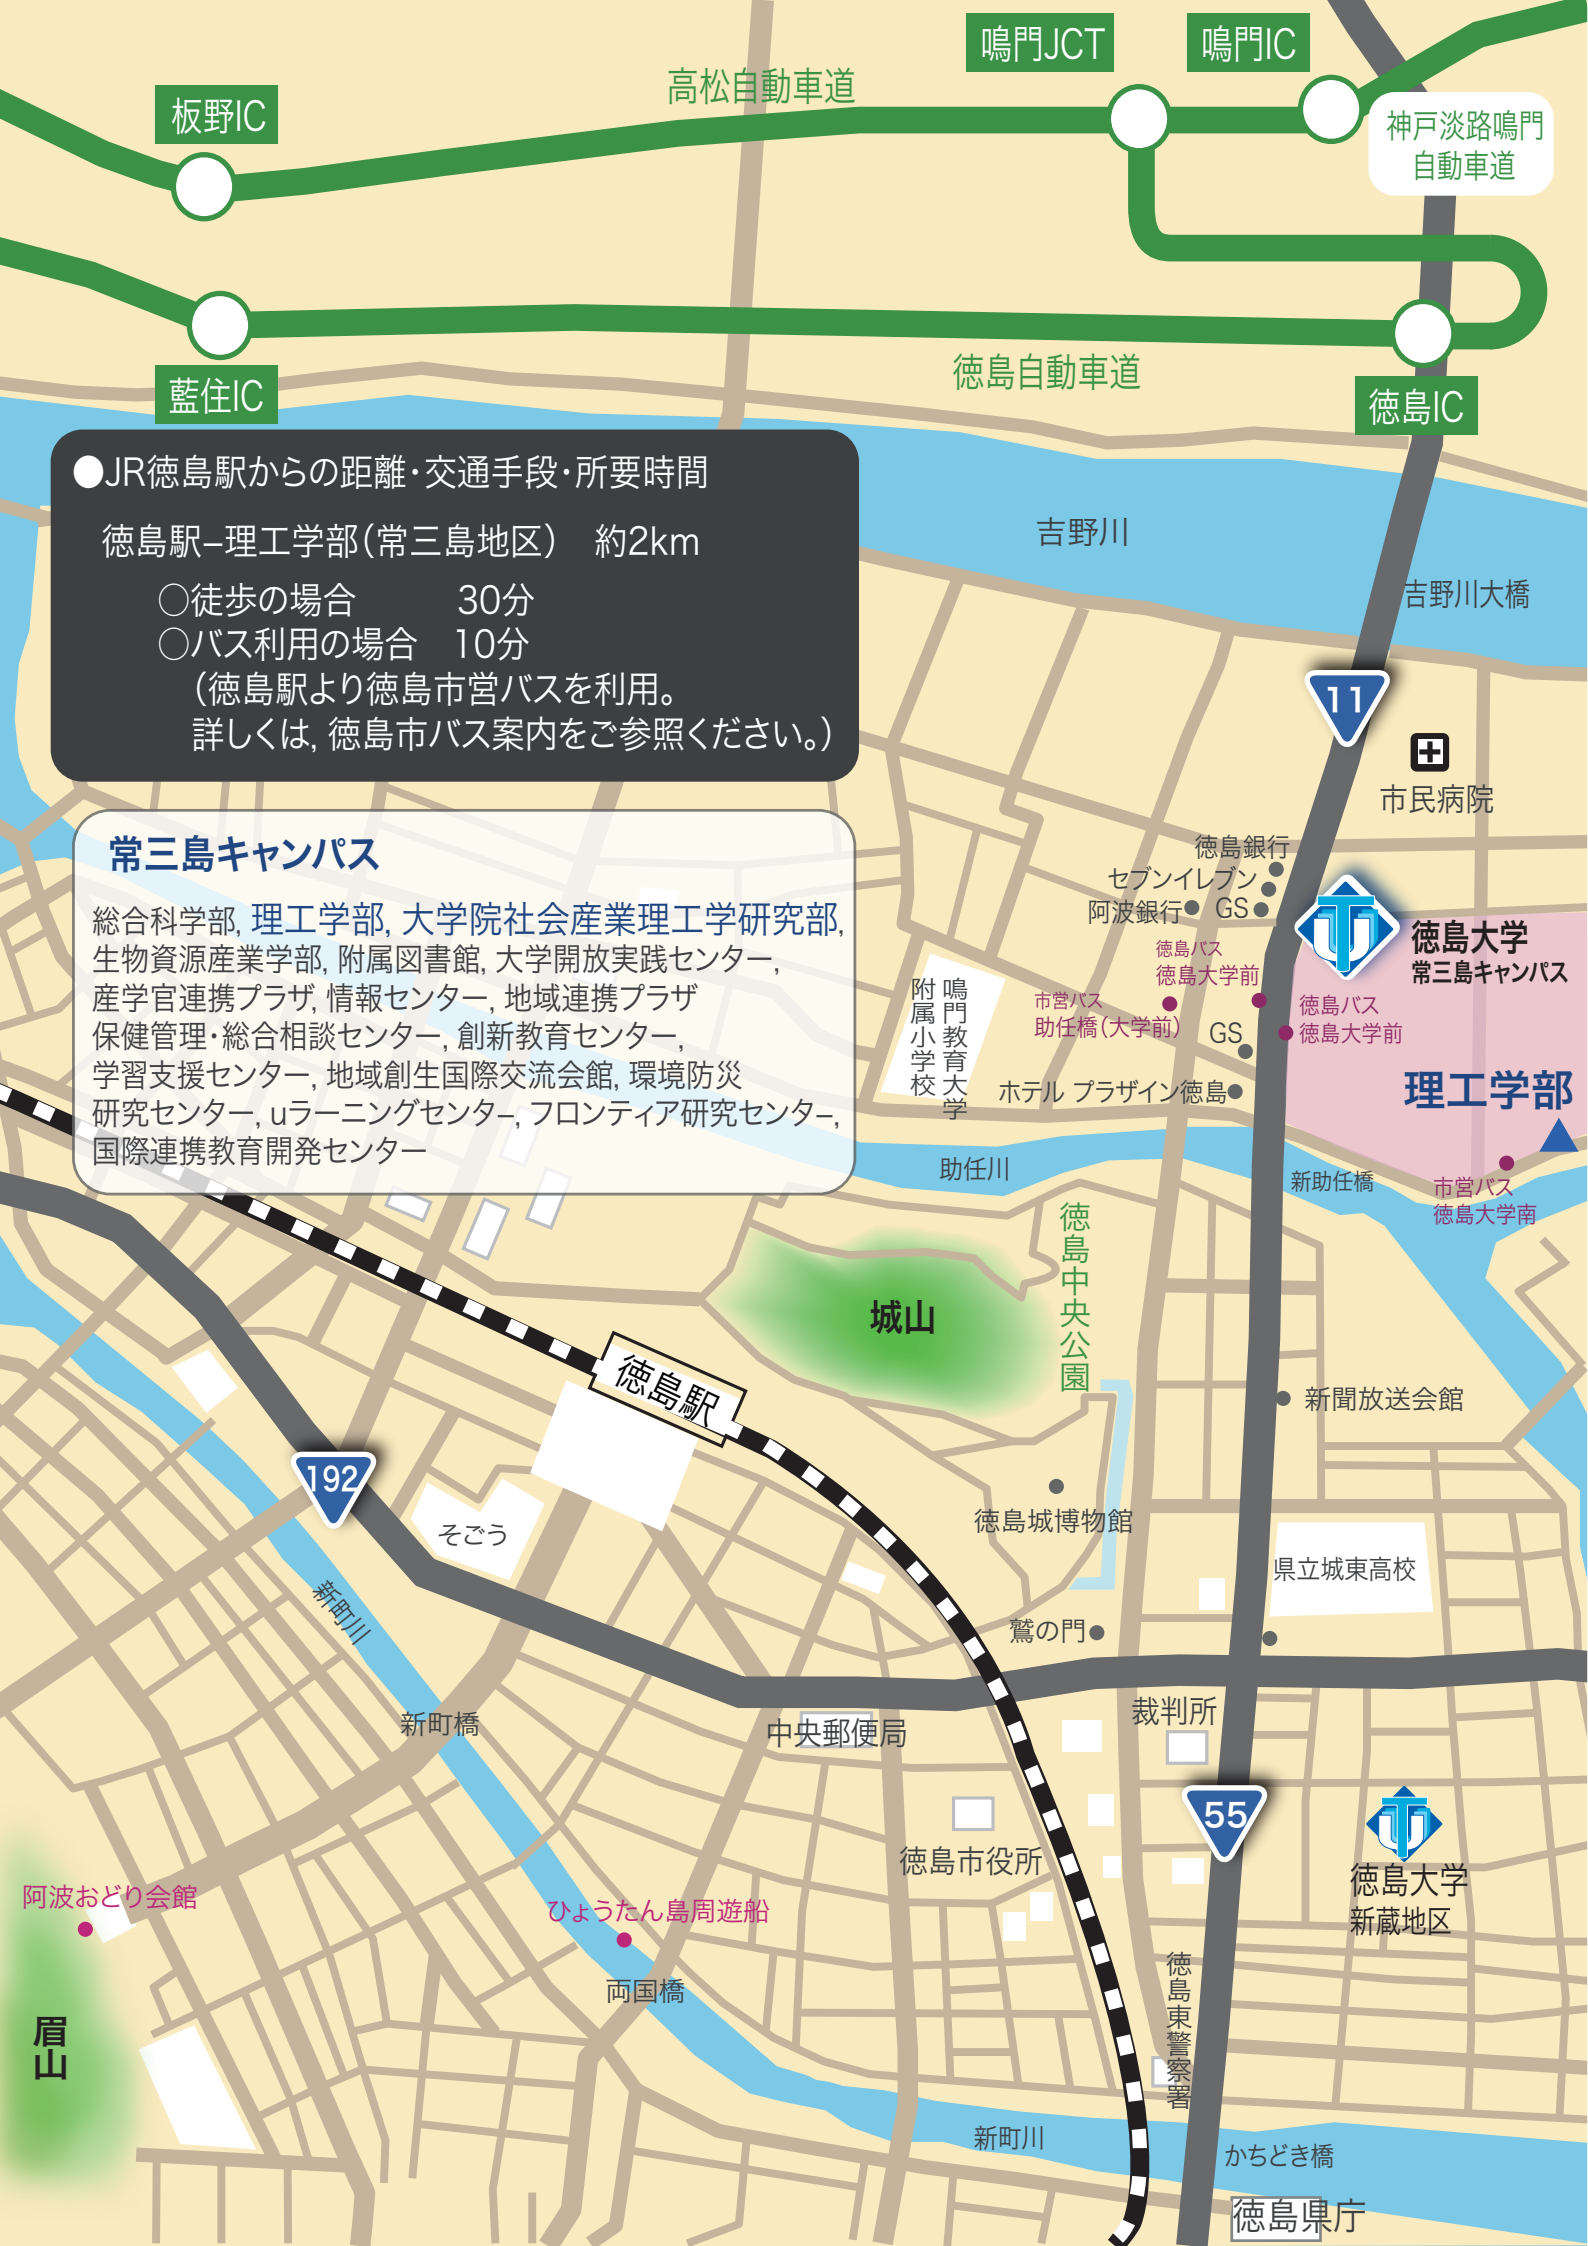 鳴門JCT
鳴門IC
高松自動車道
板野IC
神戸淡路鳴門
自動車道
徳島自動車道
藍住IC
徳島IC
●JR徳島駅からの距離・交通手段・所要時間
徳島駅–理工学部（常三島地区）　約2km
○徒歩の場合　　　30分
○バス利用の場合　10分
（徳島駅より徳島市営バスを利用。
詳しくは, 徳島市バス案内をご参照ください。）
吉野川
吉野川大橋
11
市民病院
常三島キャンパス
総合科学部, 理工学部, 大学院社会産業理工学研究部,
生物資源産業学部, 附属図書館, 大学開放実践センター,
産学官連携プラザ, 情報センター, 地域連携プラザ
保健管理・総合相談センター, 創新教育センター,
学習支援センター, 地域創生国際交流会館, 環境防災
研究センター, uラーニングセンター, フロンティア研究センター,
国際連携教育開発センター
徳島銀行
セブンイレブン
阿波銀行
GS
徳島バス
徳島大学前
市営バス
助任橋（大学前）
徳島大学
常三島キャンパス
徳島バス
徳島大学前
GS
鳴門教育大学
附属小学校
ホテル プラザイン徳島
理工学部
助任川
新助任橋
市営バス
徳島大学南
徳島中央公園
城山
徳島駅
新聞放送会館
192
そごう
徳島城博物館
県立城東高校
新町川
鷲の門
新町橋
中央郵便局
裁判所
55
徳島市役所
徳島大学
新蔵地区
阿波おどり会館
ひょうたん島周遊船
両国橋
徳島東警察署
眉山
新町川
かちどき橋
徳島県庁